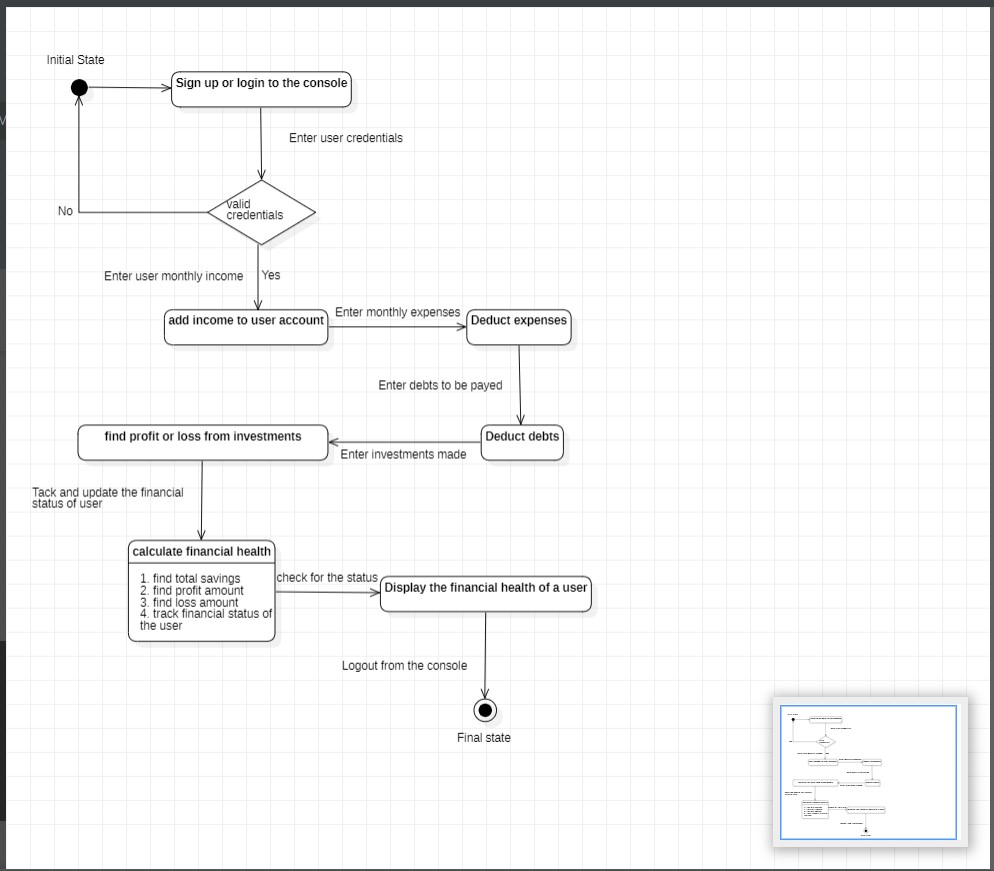 Initial State
Sign up or login to the console
Enter user credentials
valid
credentials
No
Enter user monthly income
Yes
add income to user account
Enter monthly expenses
Deduct expenses
Enter debts to be payed
find profit or loss from investments
Deduct debts
Enter investments made
Tack and update the financial
status of user
calculate financial health
1. find total savings
2. find profit amount
3. find loss amount
4. track financial status of
the user
check for the status
Display the financial health of a user
Logout from the console
Final state